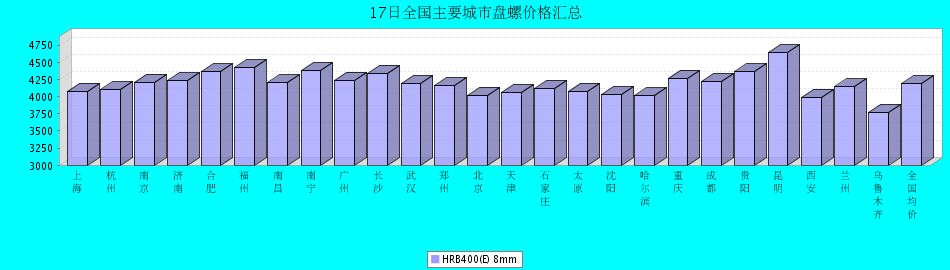 17日全国主要城市盘螺价格汇总
4750
4500
4250
4000
3750
3500
3250
3000
上海
杭州
南京
济南
合肥
福州
南昌
南宁
广州
长沙
武汉
郑州
北京
天津
石家庄
太原
沈阳
哈尔滨
重庆
成都
贵阳
昆明
西安
兰州
乌鲁木齐
全国均价
HRB400(E) 8mm